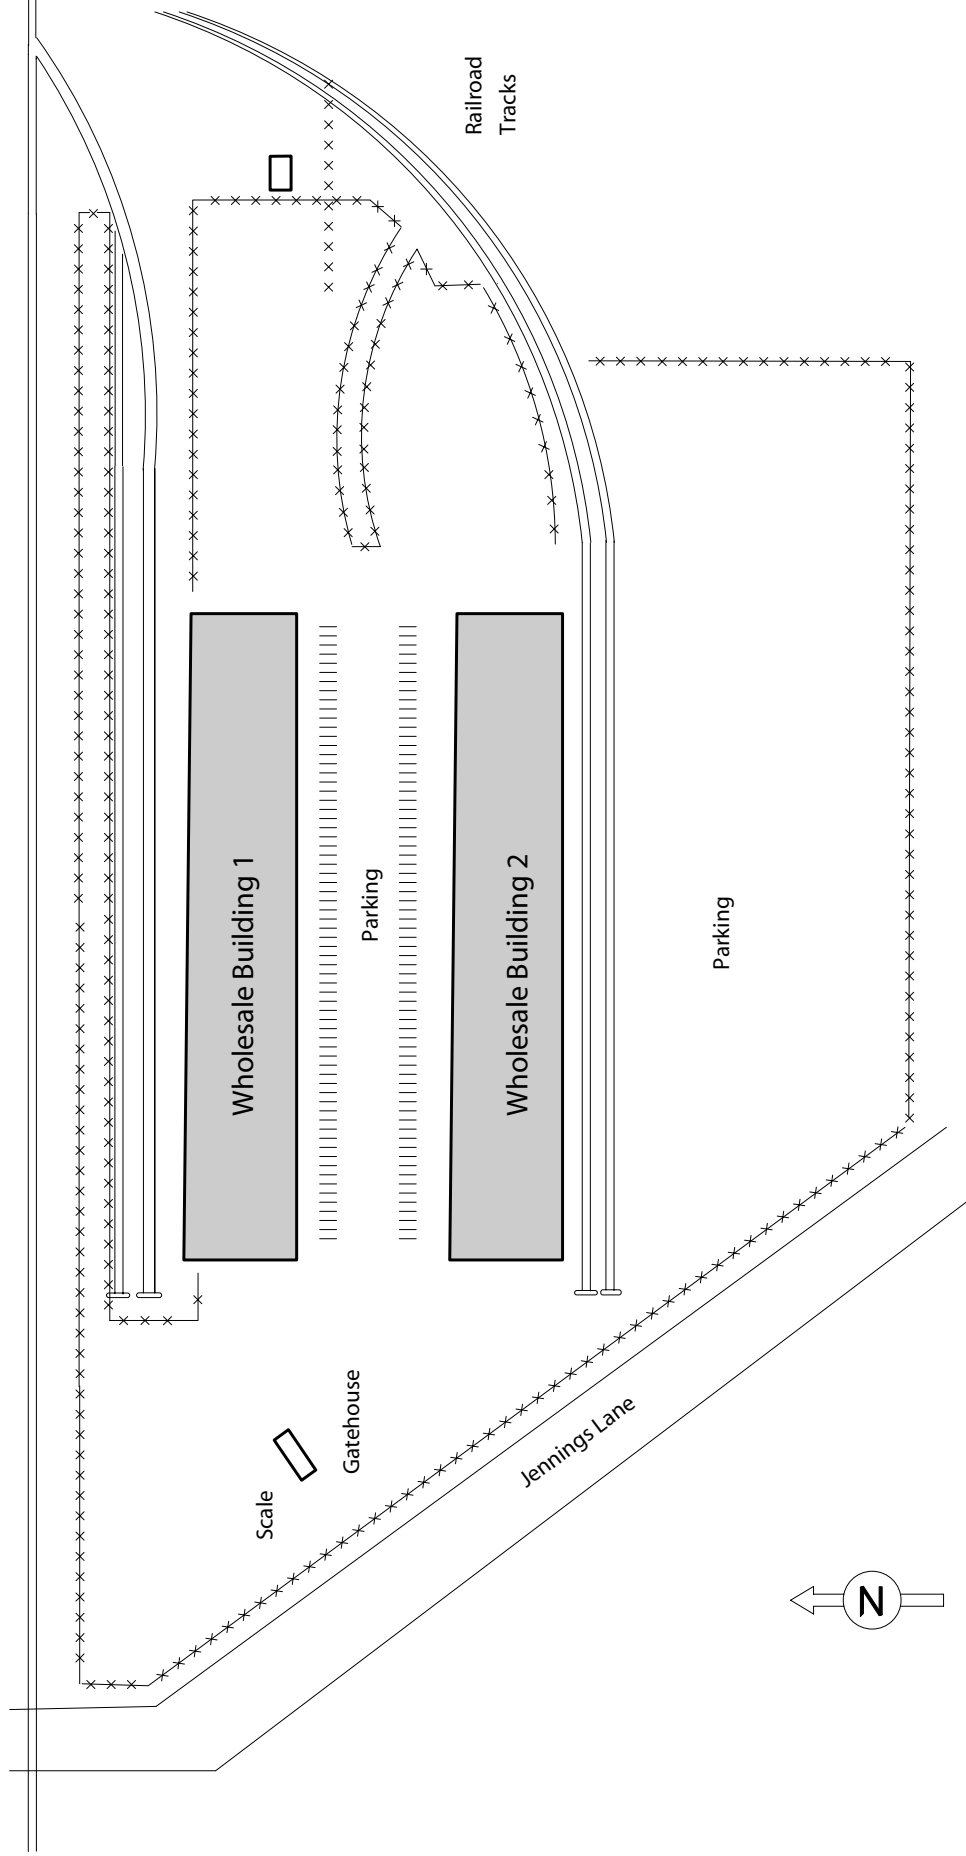 Railroad
Tracks
Wholesale Building 1
Parking
Wholesale Building 2
Parking
Gatehouse
Scale
Jennings Lane
N